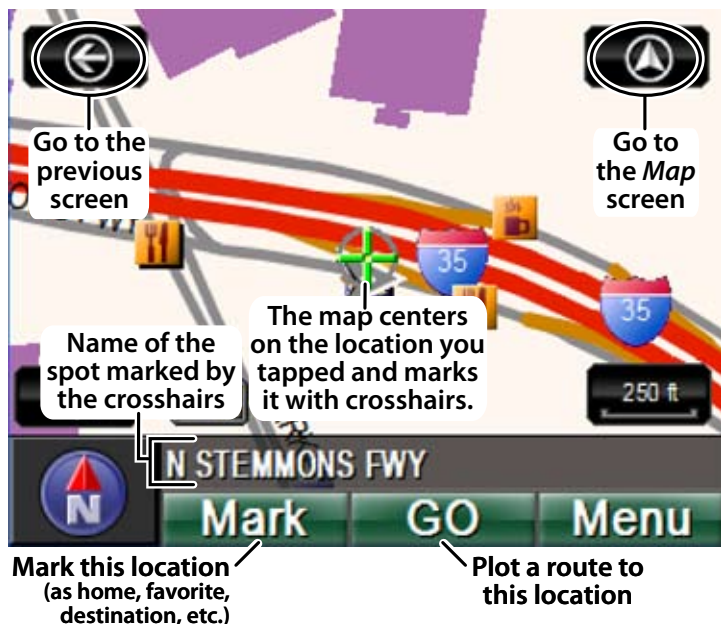 Go to the
previous
screen
Go to
the Map
screen
35
35
Name of the
spot marked by
the crosshairs
The map centers
on the location you
tapped and marks
it with crosshairs.
250 ft
N STEMMONS FWY
N
Mark
GO
Menu
Mark this location
(as home, favorite,
destination, etc.)
Plot a route to
this location